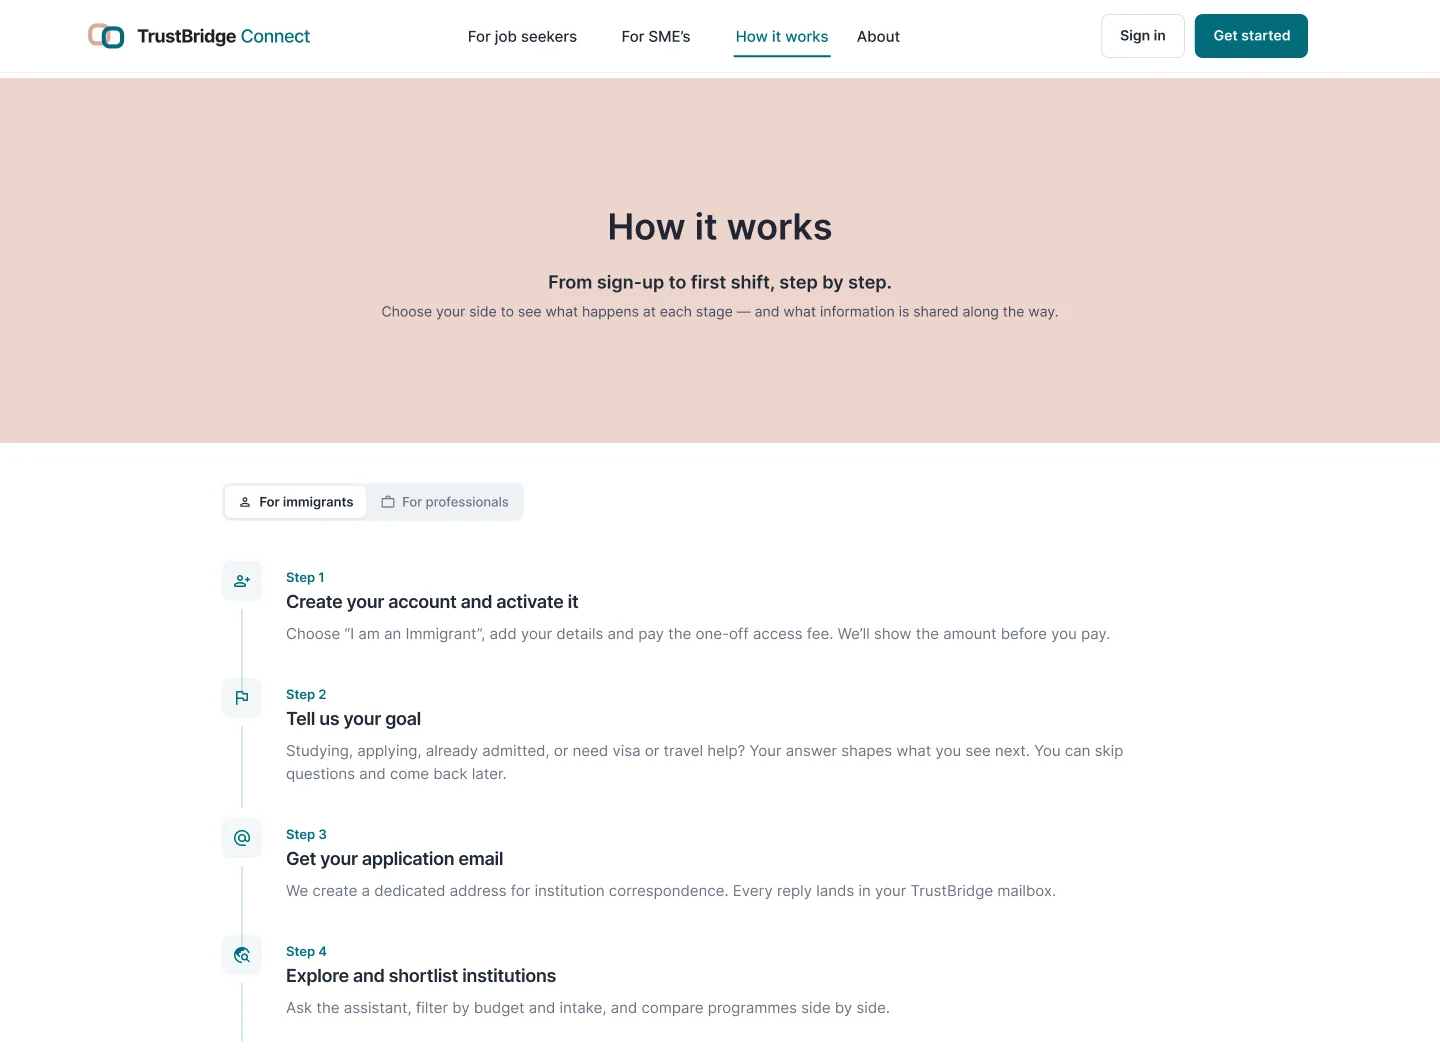 TrustBridge Connect
For job seekers
For SME's
How it works
About
Sign in
Get started
How it works
From sign-up to first shift, step by step.
Choose your side to see what happens at each stage — and what information is shared along the way.
For immigrants
For professionals
Step 1
Create your account and activate it
Choose “I am an Immigrant”, add your details and pay the one-off access fee. We’ll show the amount before you pay.
Step 2
Tell us your goal
Studying, applying, already admitted, or need visa or travel help? Your answer shapes what you see next. You can skip
questions and come back later.
Step 3
Get your application email
We create a dedicated address for institution correspondence. Every reply lands in your TrustBridge mailbox.
Step 4
Explore and shortlist institutions
Ask the assistant, filter by budget and intake, and compare programmes side by side.